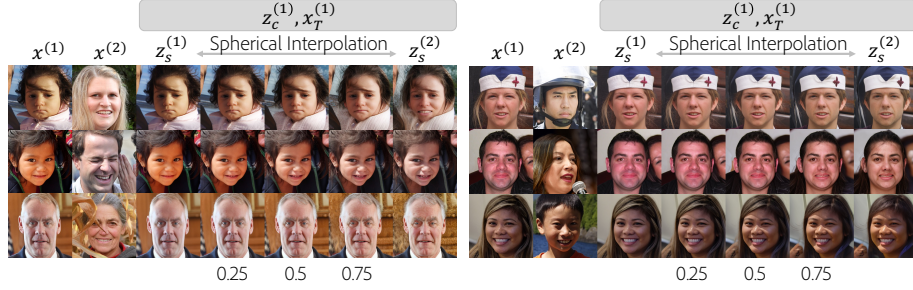 z_c^(1), x_T^(1)
z_c^(1), x_T^(1)
x^(1) x^(2) z_s^(1) Spherical Interpolation z_s^(2)
x^(1) x^(2) z_s^(1) Spherical Interpolation z_s^(2)
0.25 0.5 0.75
0.25 0.5 0.75